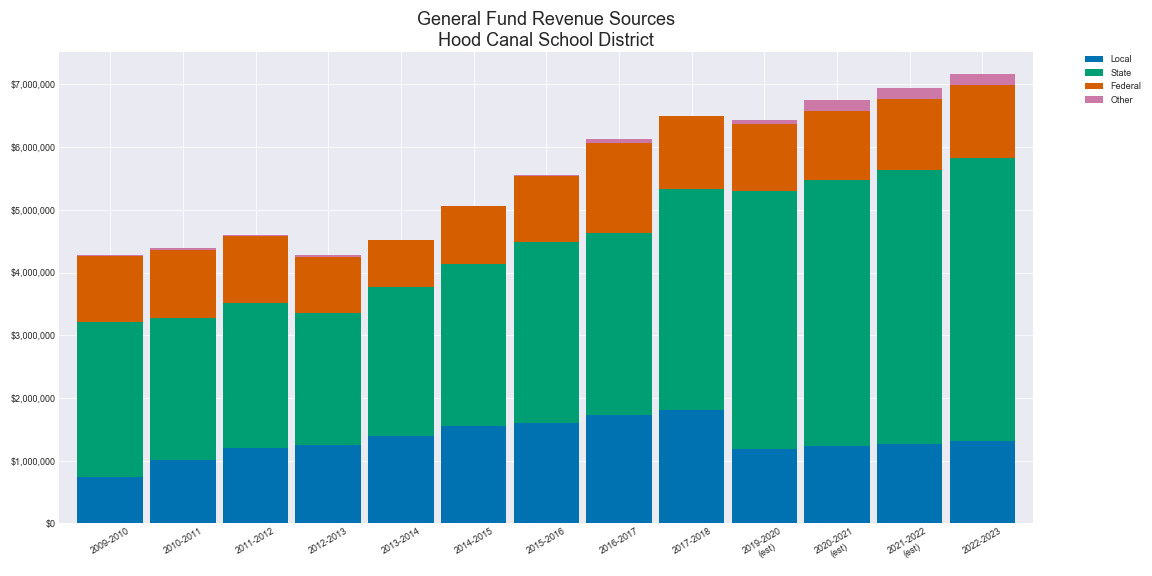 General Fund Revenue Sources
Hood Canal School District
Local
State
Federal
Other
$7,000,000
$6,000,000
$5,000,000
$4,000,000
$3,000,000
$2,000,000
$1,000,000
$0
2009-2010
2010-2011
2011-2012
2012-2013
2013-2014
2014-2015
2015-2016
2016-2017
2017-2018
2019-2020
(est)
2020-2021
(est)
2021-2022
(est)
2022-2023